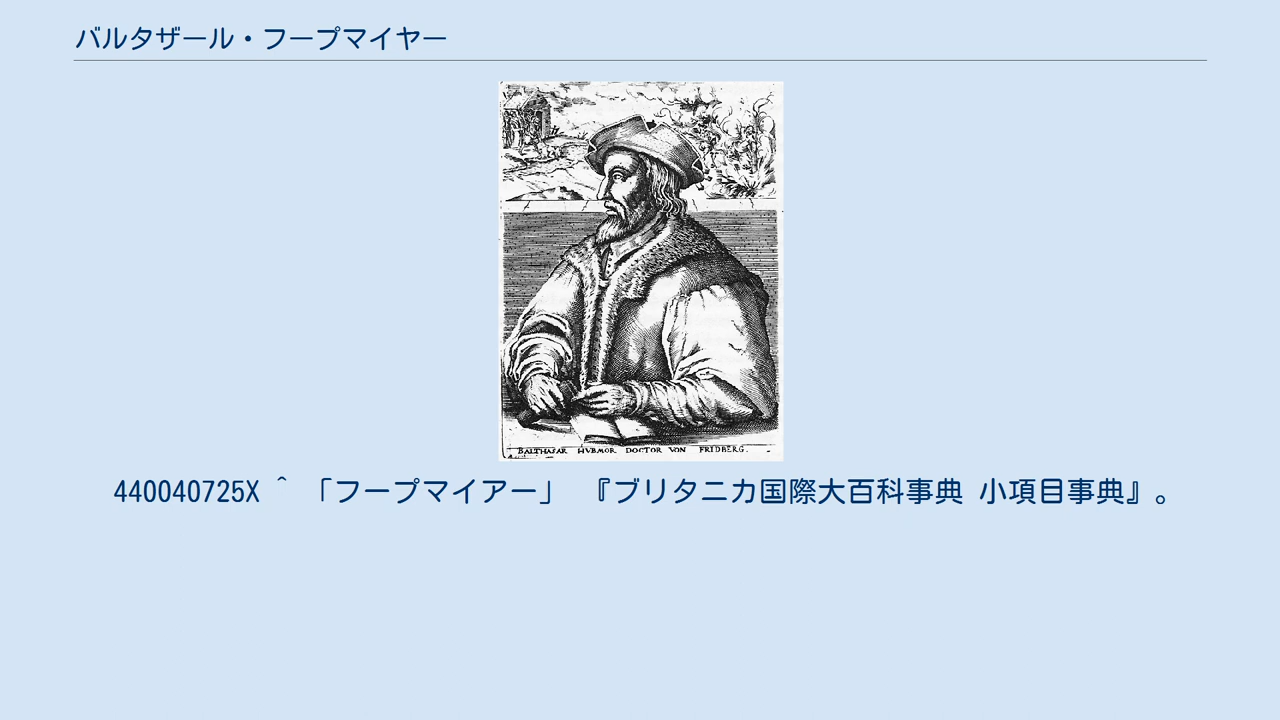 バルタザール・フープマイヤー
BALTHASAR HVBMOR DOCTOR VON FRIDBERG.
440040725X ^ 「フープマイアー」 『ブリタニカ国際大百科事典 小項目事典』。